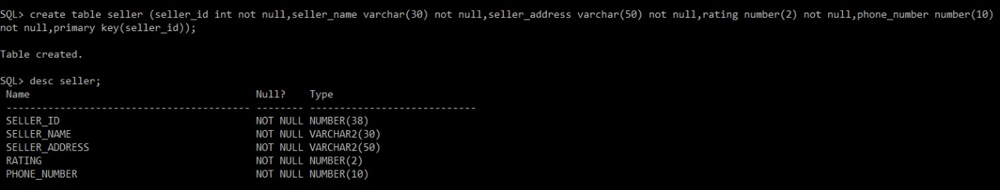 SQL> create table seller (seller_id int not null,seller_name varchar(30) not null,seller_address varchar(50) not null,rating number(2) not null,phone_number number(10)
not null,primary key(seller_id));
Table created.
SQL> desc seller;
Name Null? Type
----------------------------------------- -------- ----------------------------
SELLER_ID NOT NULL NUMBER(38)
SELLER_NAME NOT NULL VARCHAR2(30)
SELLER_ADDRESS NOT NULL VARCHAR2(50)
RATING NOT NULL NUMBER(2)
PHONE_NUMBER NOT NULL NUMBER(10)